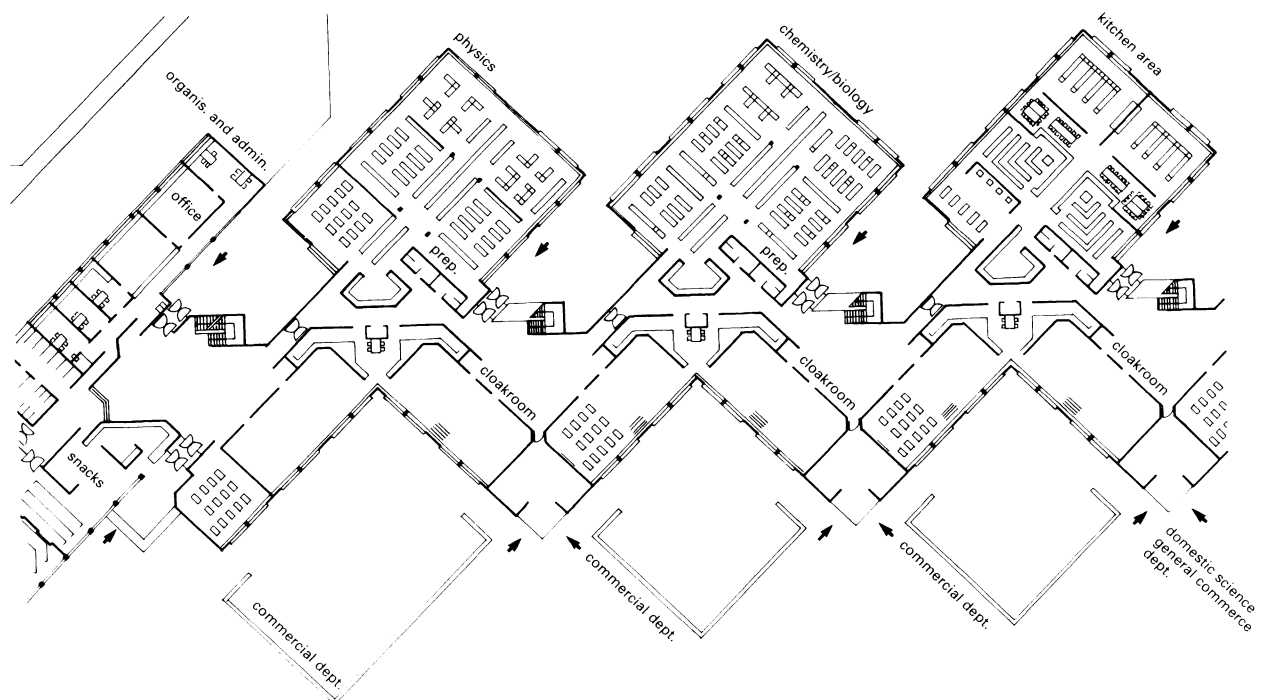 physics
chemistry/biology
kitchen area
organis. and admin.
office
prep.
prep.
cloakroom
cloakroom
cloakroom
snacks
commercial dept.
commercial dept.
commercial dept.
domestic science
general commerce
dept.